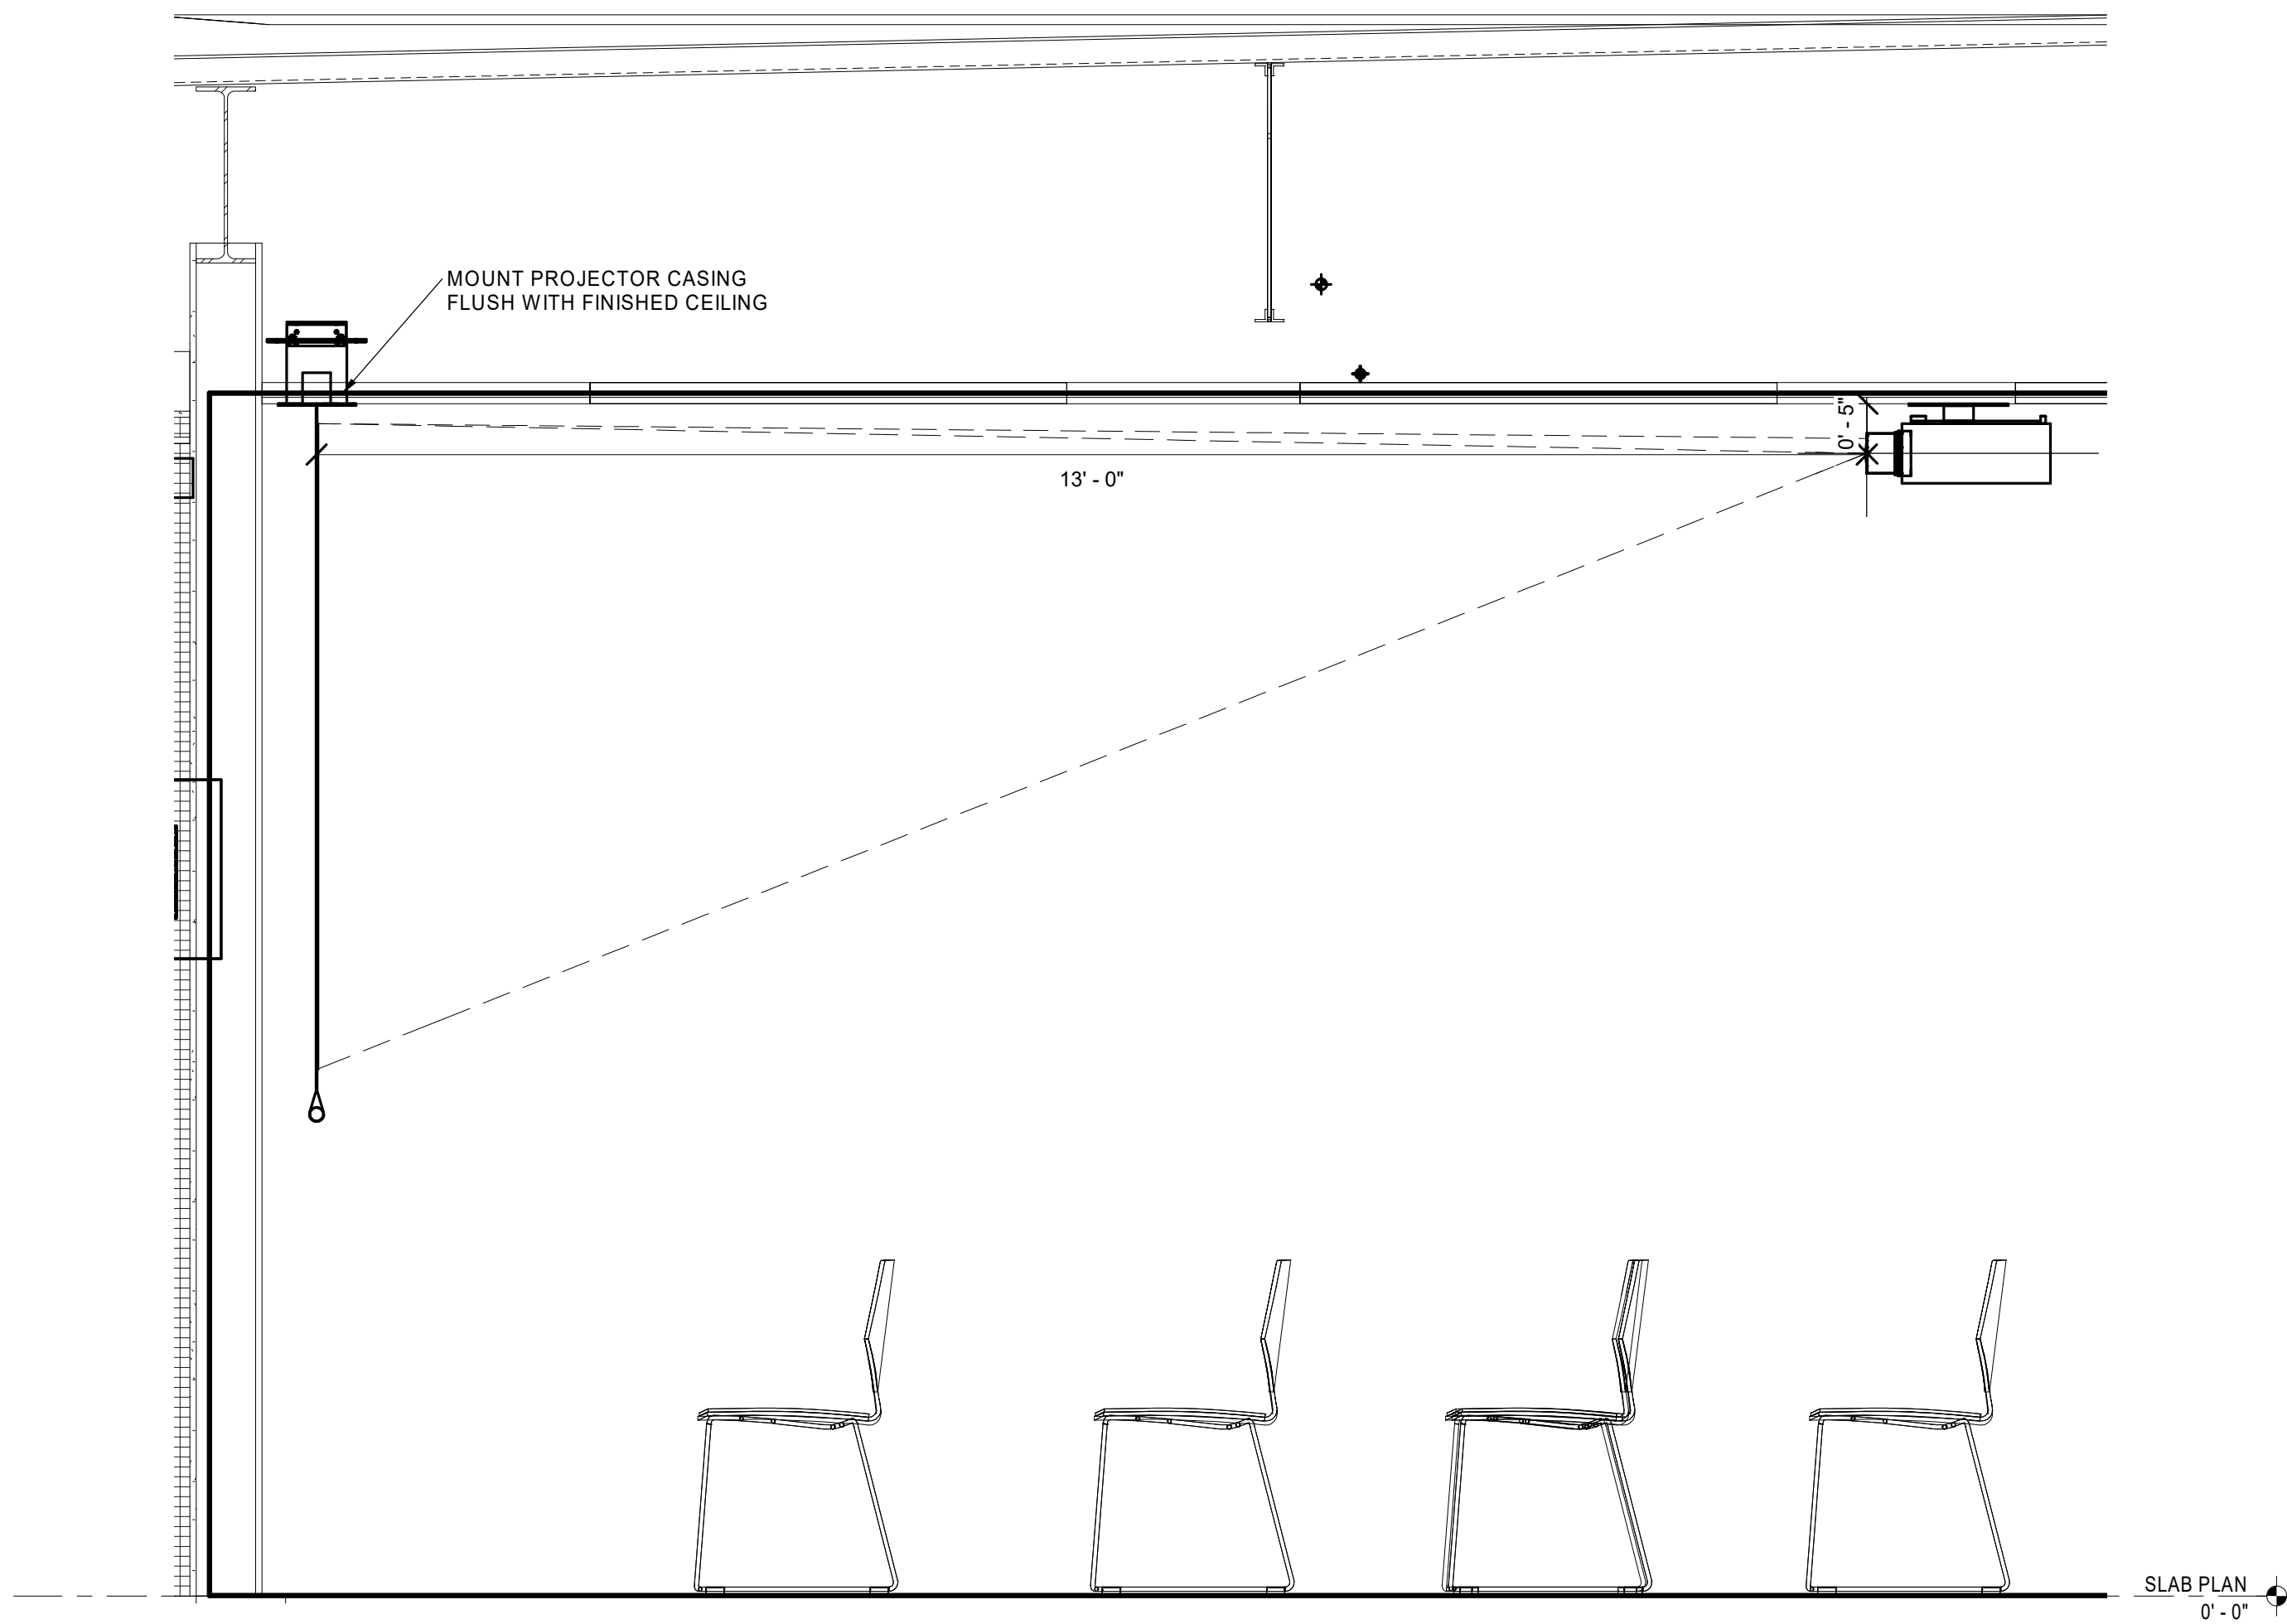 MOUNT PROJECTOR CASING
FLUSH WITH FINISHED CEILING
0' - 5"
13' - 0"
SLAB PLAN
0' - 0"